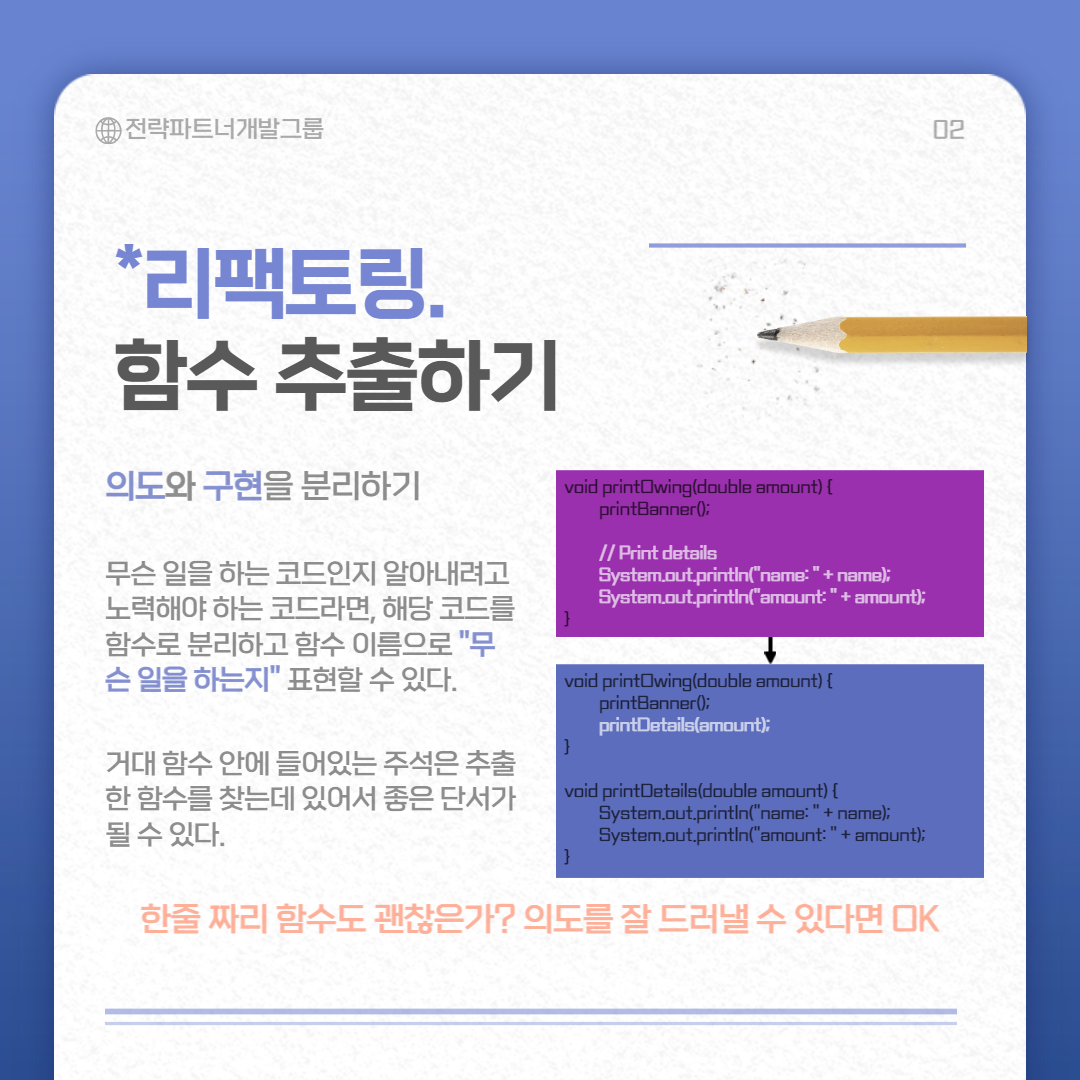 전략파트너개발그룹
02
*리팩토링.
함수 추출하기
의도와 구현을 분리하기
무슨 일을 하는 코드인지 알아내려고
노력해야 하는 코드라면, 해당 코드를
함수로 분리하고 함수 이름으로 "무
슨 일을 하는지" 표현할 수 있다.
거대 함수 안에 들어있는 주석은 추출
한 함수를 찾는데 있어서 좋은 단서가
될 수 있다.
void printOwing(double amount) {
printBanner();
// Print details
System.out.println("name: " + name);
System.out.println("amount: " + amount);
}
void printOwing(double amount) {
printBanner();
printDetails(amount);
}
void printDetails(double amount) {
System.out.println("name: " + name);
System.out.println("amount: " + amount);
}
한줄 짜리 함수도 괜찮은가? 의도를 잘 드러낼 수 있다면 OK